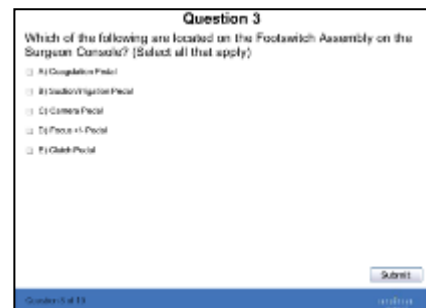 Question 3
Which of the following are located on the Footswitch Assembly on the
Surgeon Console? (Select all that apply)
A) Coagulation Pedal
B) Suction/Irrigation Pedal
C) Camera Pedal
D) Focus +/- Pedal
E) Clutch Pedal
Submit
Question 3 of 10